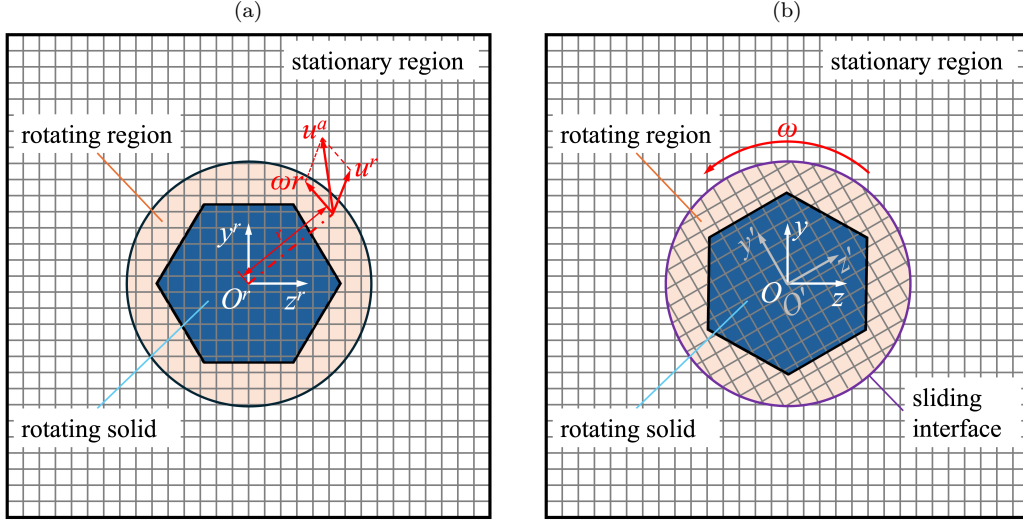 (a)
stationary region
rotating region
u^a
u^r
ωr
r
y^r
O^r
z^r
rotating solid
(b)
stationary region
rotating region
ω
y'
y
z'
O
O'
z
rotating solid
sliding
interface